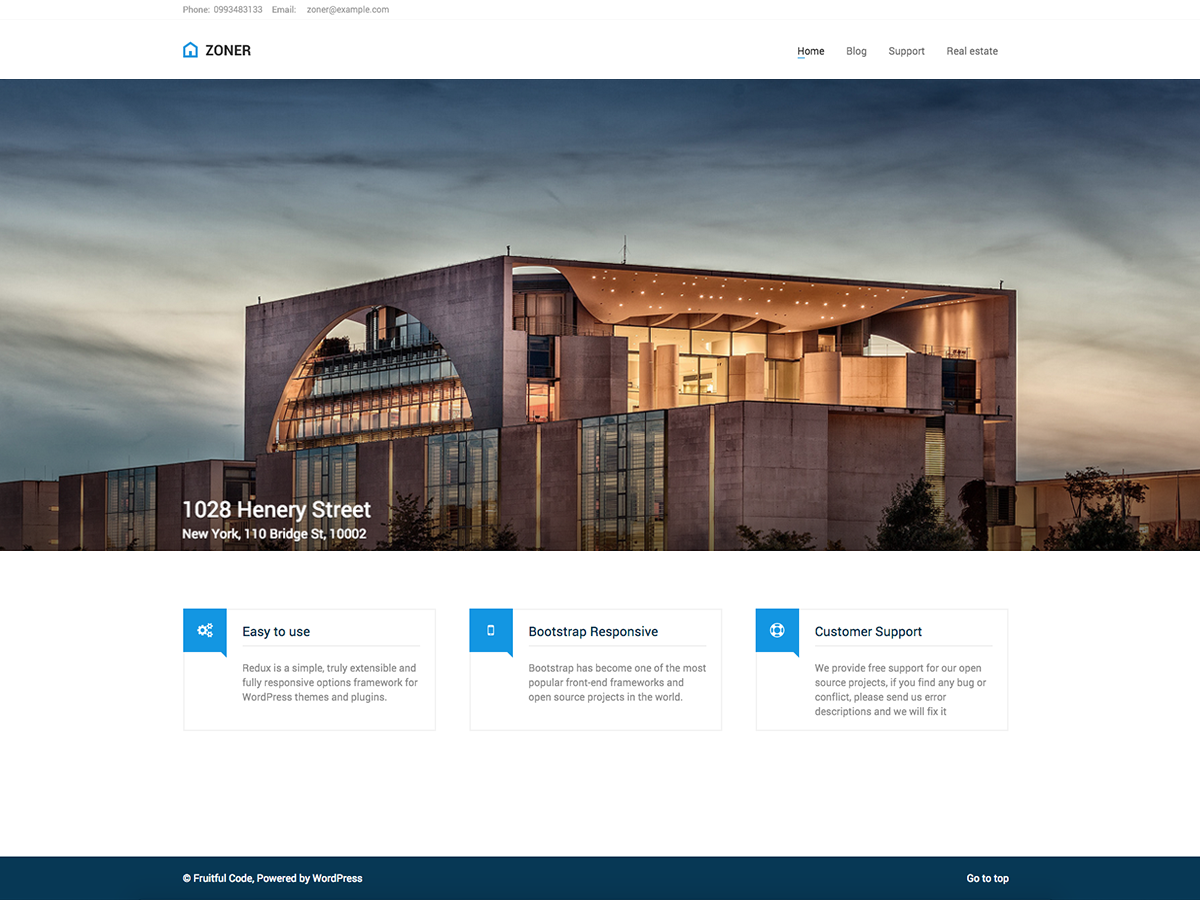 Phone: 0993483133 Email: zoner@example.com
ZONER
Home Blog Support Real estate
1028 Henery Street
New York, 110 Bridge St, 10002
Easy to use
Redux is a simple, truly extensible and
fully responsive options framework for
WordPress themes and plugins.
Bootstrap Responsive
Bootstrap has become one of the most
popular front-end frameworks and
open source projects in the world.
Customer Support
We provide free support for our open
source projects, if you find any bug or
conflict, please send us error
descriptions and we will fix it
© Fruitful Code, Powered by WordPress
Go to top